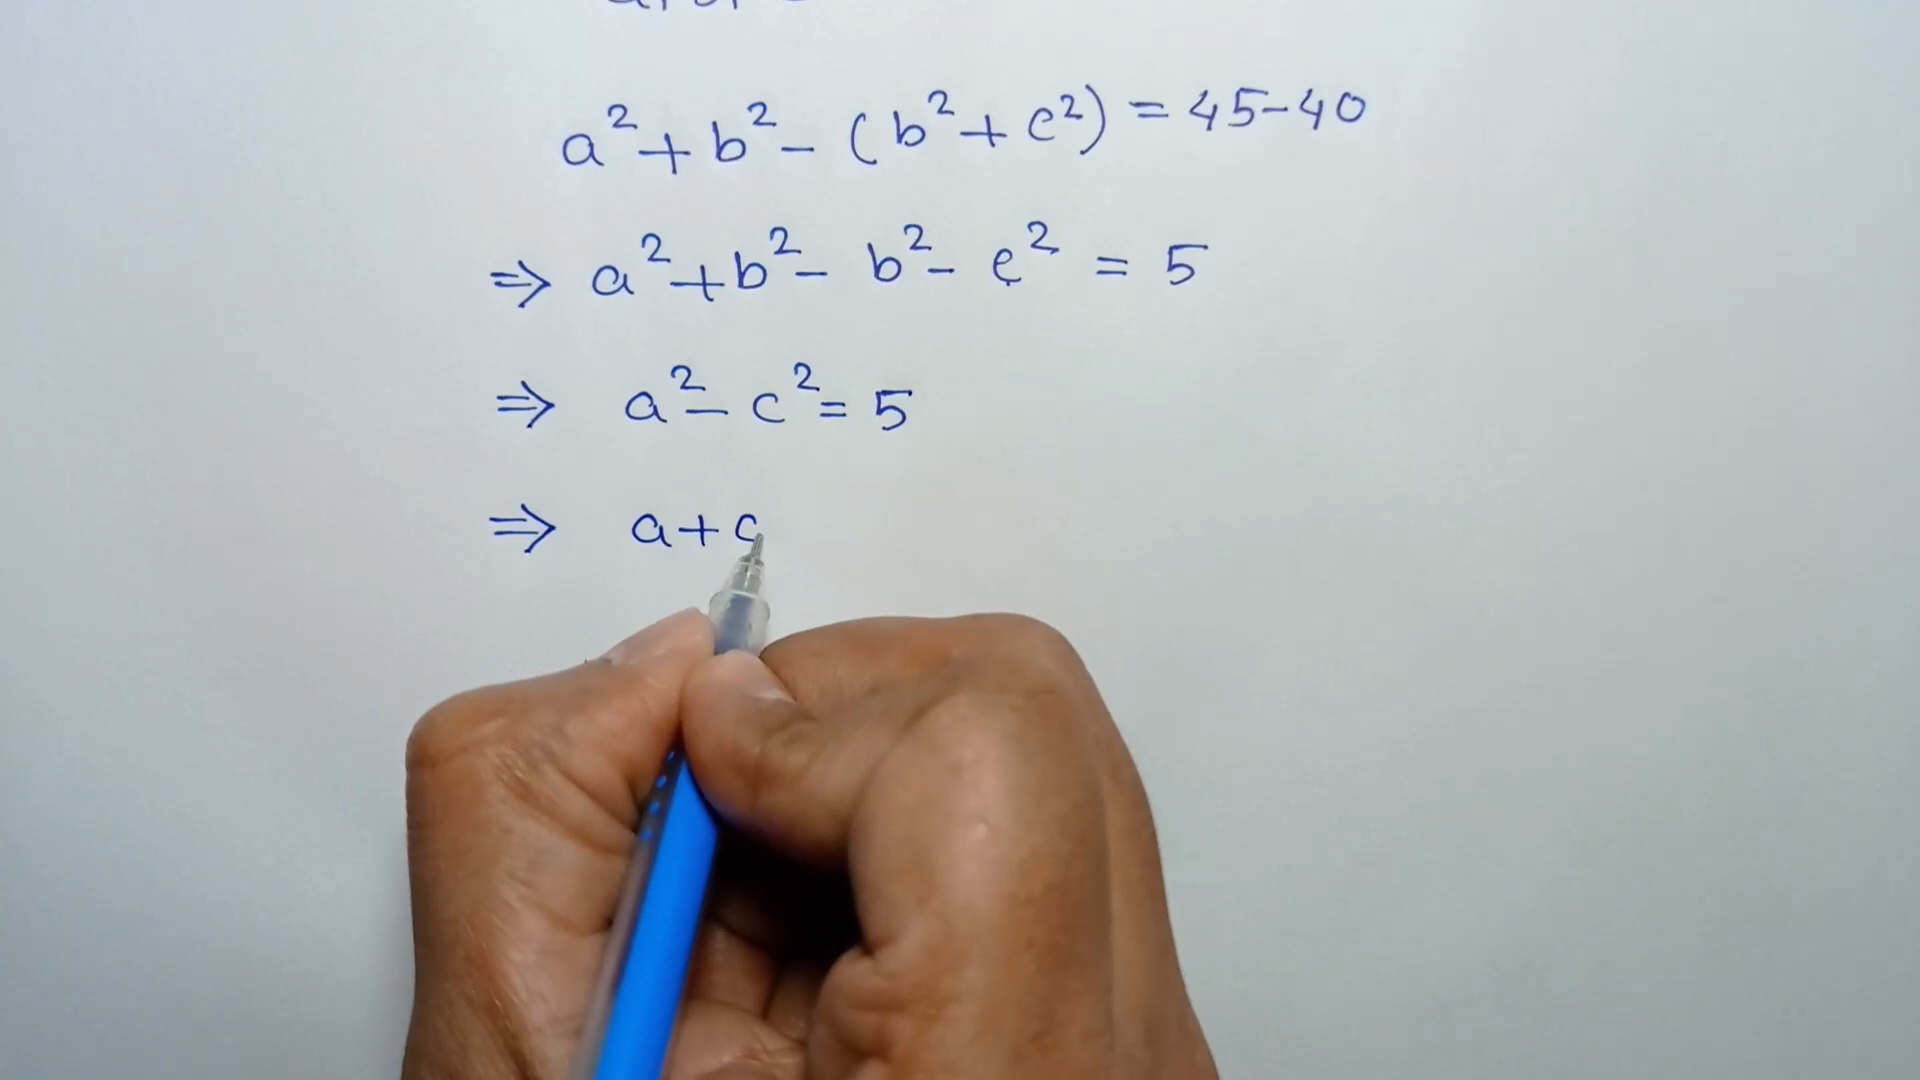 a²+b²-(b²+c²)=45-40
⇒ a²+b²-b²-c²=5
⇒ a²-c²=5
⇒ a+c